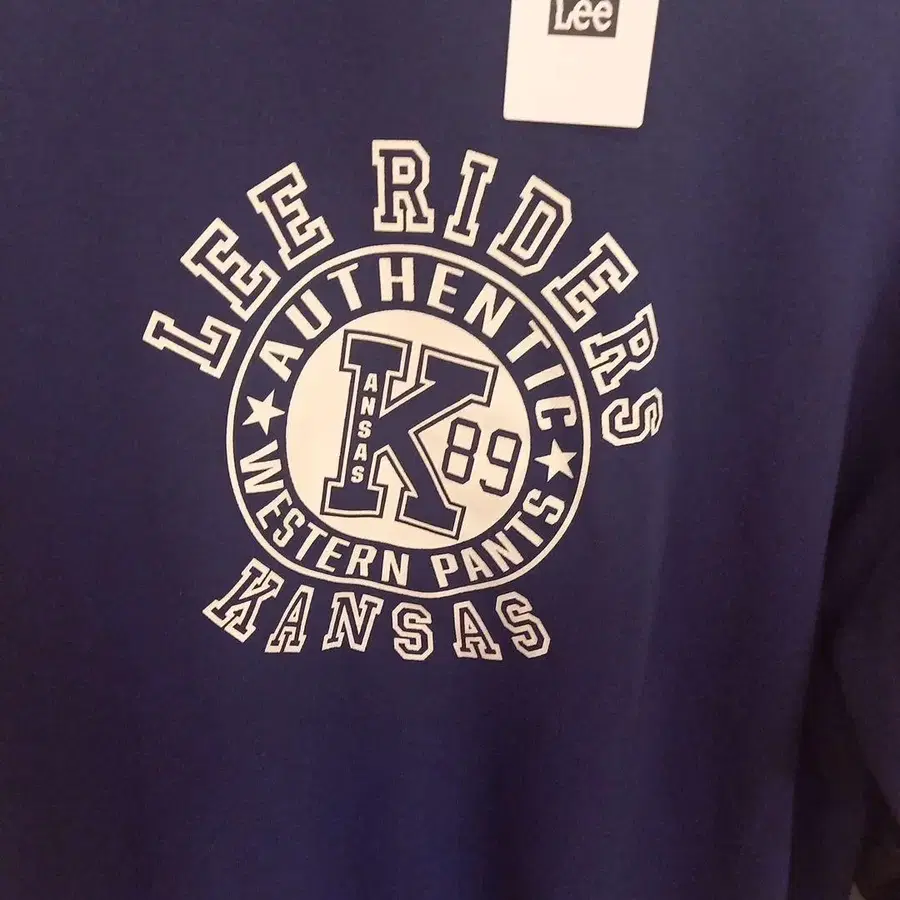 Lee
LEE RIDERS
AUTHENTIC
KANSAS
89
WESTERN PANTS
KANSAS